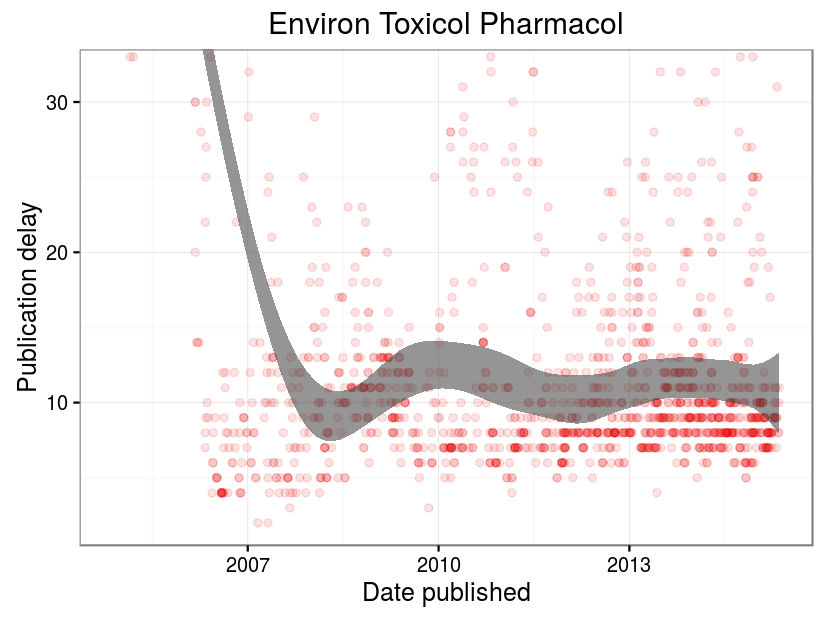 Environ Toxicol Pharmacol
Publication delay
30
20
10
2007
2010
2013
Date published